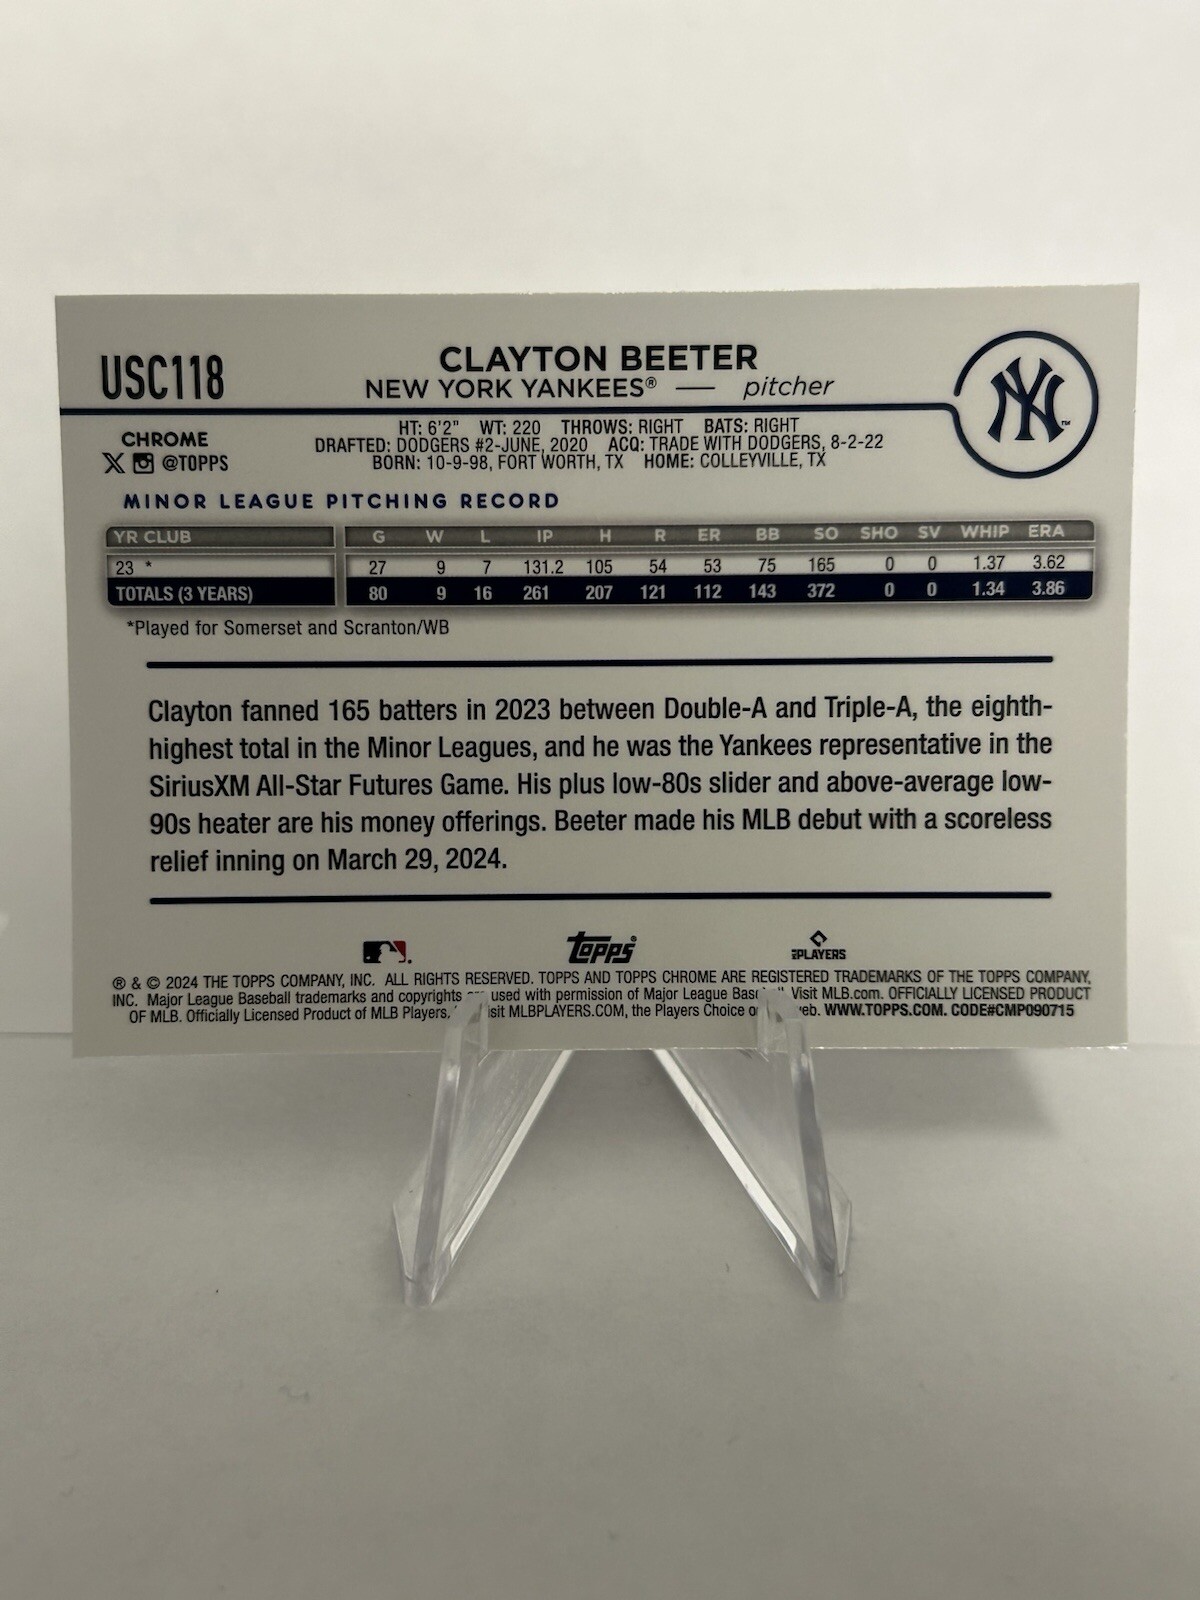 USC118
CLAYTON BEETER
NEW YORK YANKEES® — pitcher
NY
TM
CHROME
@TOPPS
HT: 6'2" WT: 220 THROWS: RIGHT BATS: RIGHT
DRAFTED: DODGERS #2-JUNE, 2020 ACQ: TRADE WITH DODGERS, 8-2-22
BORN: 10-9-98, FORT WORTH, TX HOME: COLLEYVILLE, TX
MINOR LEAGUE PITCHING RECORD
YR CLUB G W L IP H R ER BB SO SHO SV WHIP ERA
23 * 27 9 7 131.2 105 54 53 75 165 0 0 1.37 3.62
TOTALS (3 YEARS) 80 9 16 261 207 121 112 143 372 0 0 1.34 3.86
*Played for Somerset and Scranton/WB
Clayton fanned 165 batters in 2023 between Double-A and Triple-A, the eighth-
highest total in the Minor Leagues, and he was the Yankees representative in the
SiriusXM All-Star Futures Game. His plus low-80s slider and above-average low-
90s heater are his money offerings. Beeter made his MLB debut with a scoreless
relief inning on March 29, 2024.
Topps® PLAYERS
® & © 2024 THE TOPPS COMPANY, INC. ALL RIGHTS RESERVED. TOPPS AND TOPPS CHROME ARE REGISTERED TRADEMARKS OF THE TOPPS COMPANY,
INC. Major League Baseball trademarks and copyrights used with permission of Major League Visit MLB.com. OFFICIALLY LICENSED PRODUCT
OF MLB. Officially Licensed Product of MLB Players, MLBPLAYERS.COM, the Players Choice WWW.TOPPS.COM. CODE#CMP090715